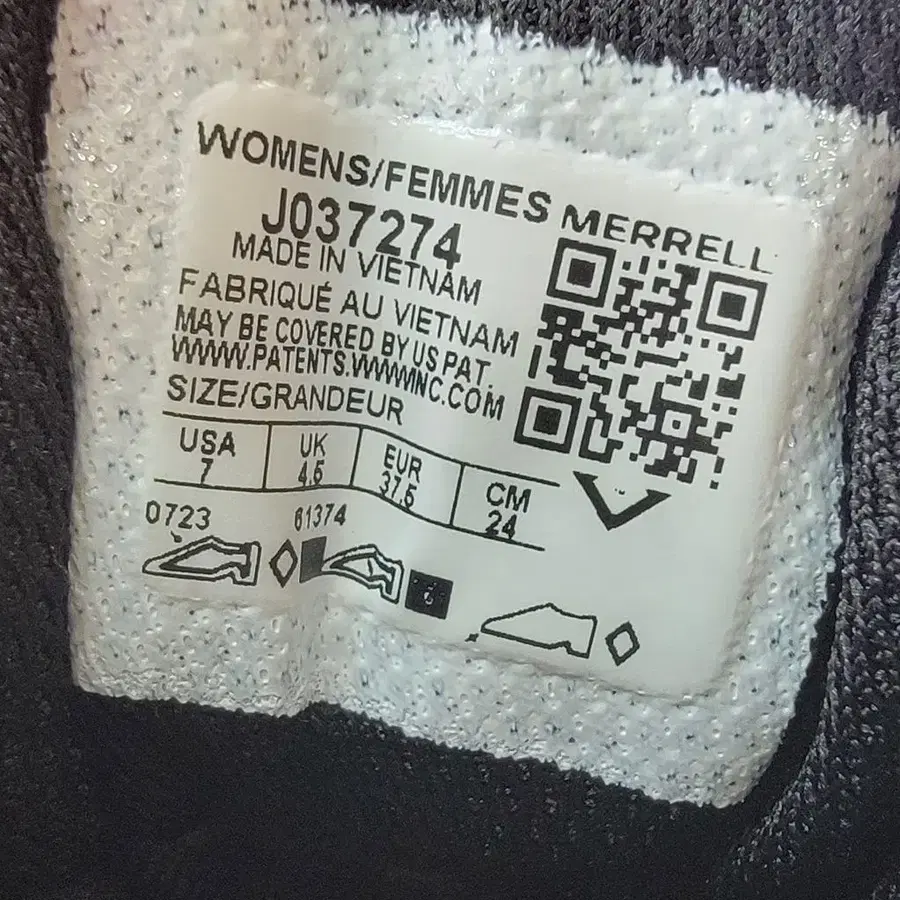 WOMENS/FEMMES MERRELL
J037274
MADE IN VIETNAM
FABRIQUÉ AU VIETNAM
MAY BE COVERED BY US PAT.
WWW.PATENTS.WWWINC.COM
SIZE/GRANDEUR
USA UK EUR CM
7 4.5 37.5 24
0723 61374